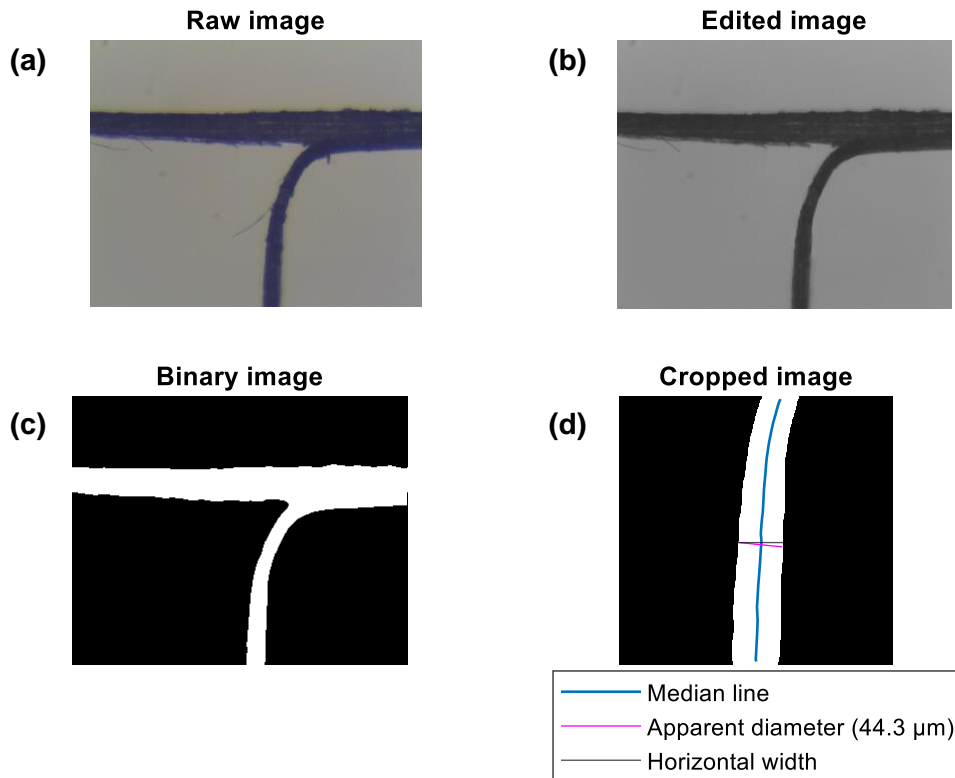 Raw image
Edited image
(a)
(b)
Binary image
Cropped image
(c)
(d)
Median line
Apparent diameter (44.3 µm)
Horizontal width